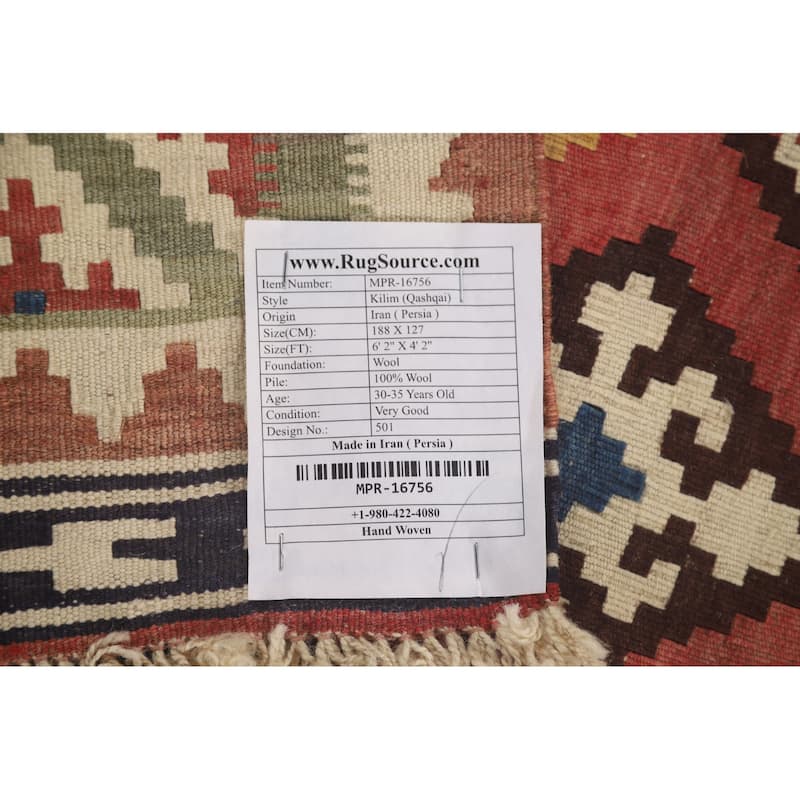 www.RugSource.com
Item Number: MPR-16756
Style Kilim (Qashqai)
Origin Iran ( Persia )
Size(CM): 188 X 127
Size(FT): 6' 2" X 4' 2"
Foundation: Wool
Pile: 100% Wool
Age: 30-35 Years Old
Condition: Very Good
Design No.: 501
Made in Iran ( Persia )
MPR-16756
+1-980-422-4080
Hand Woven